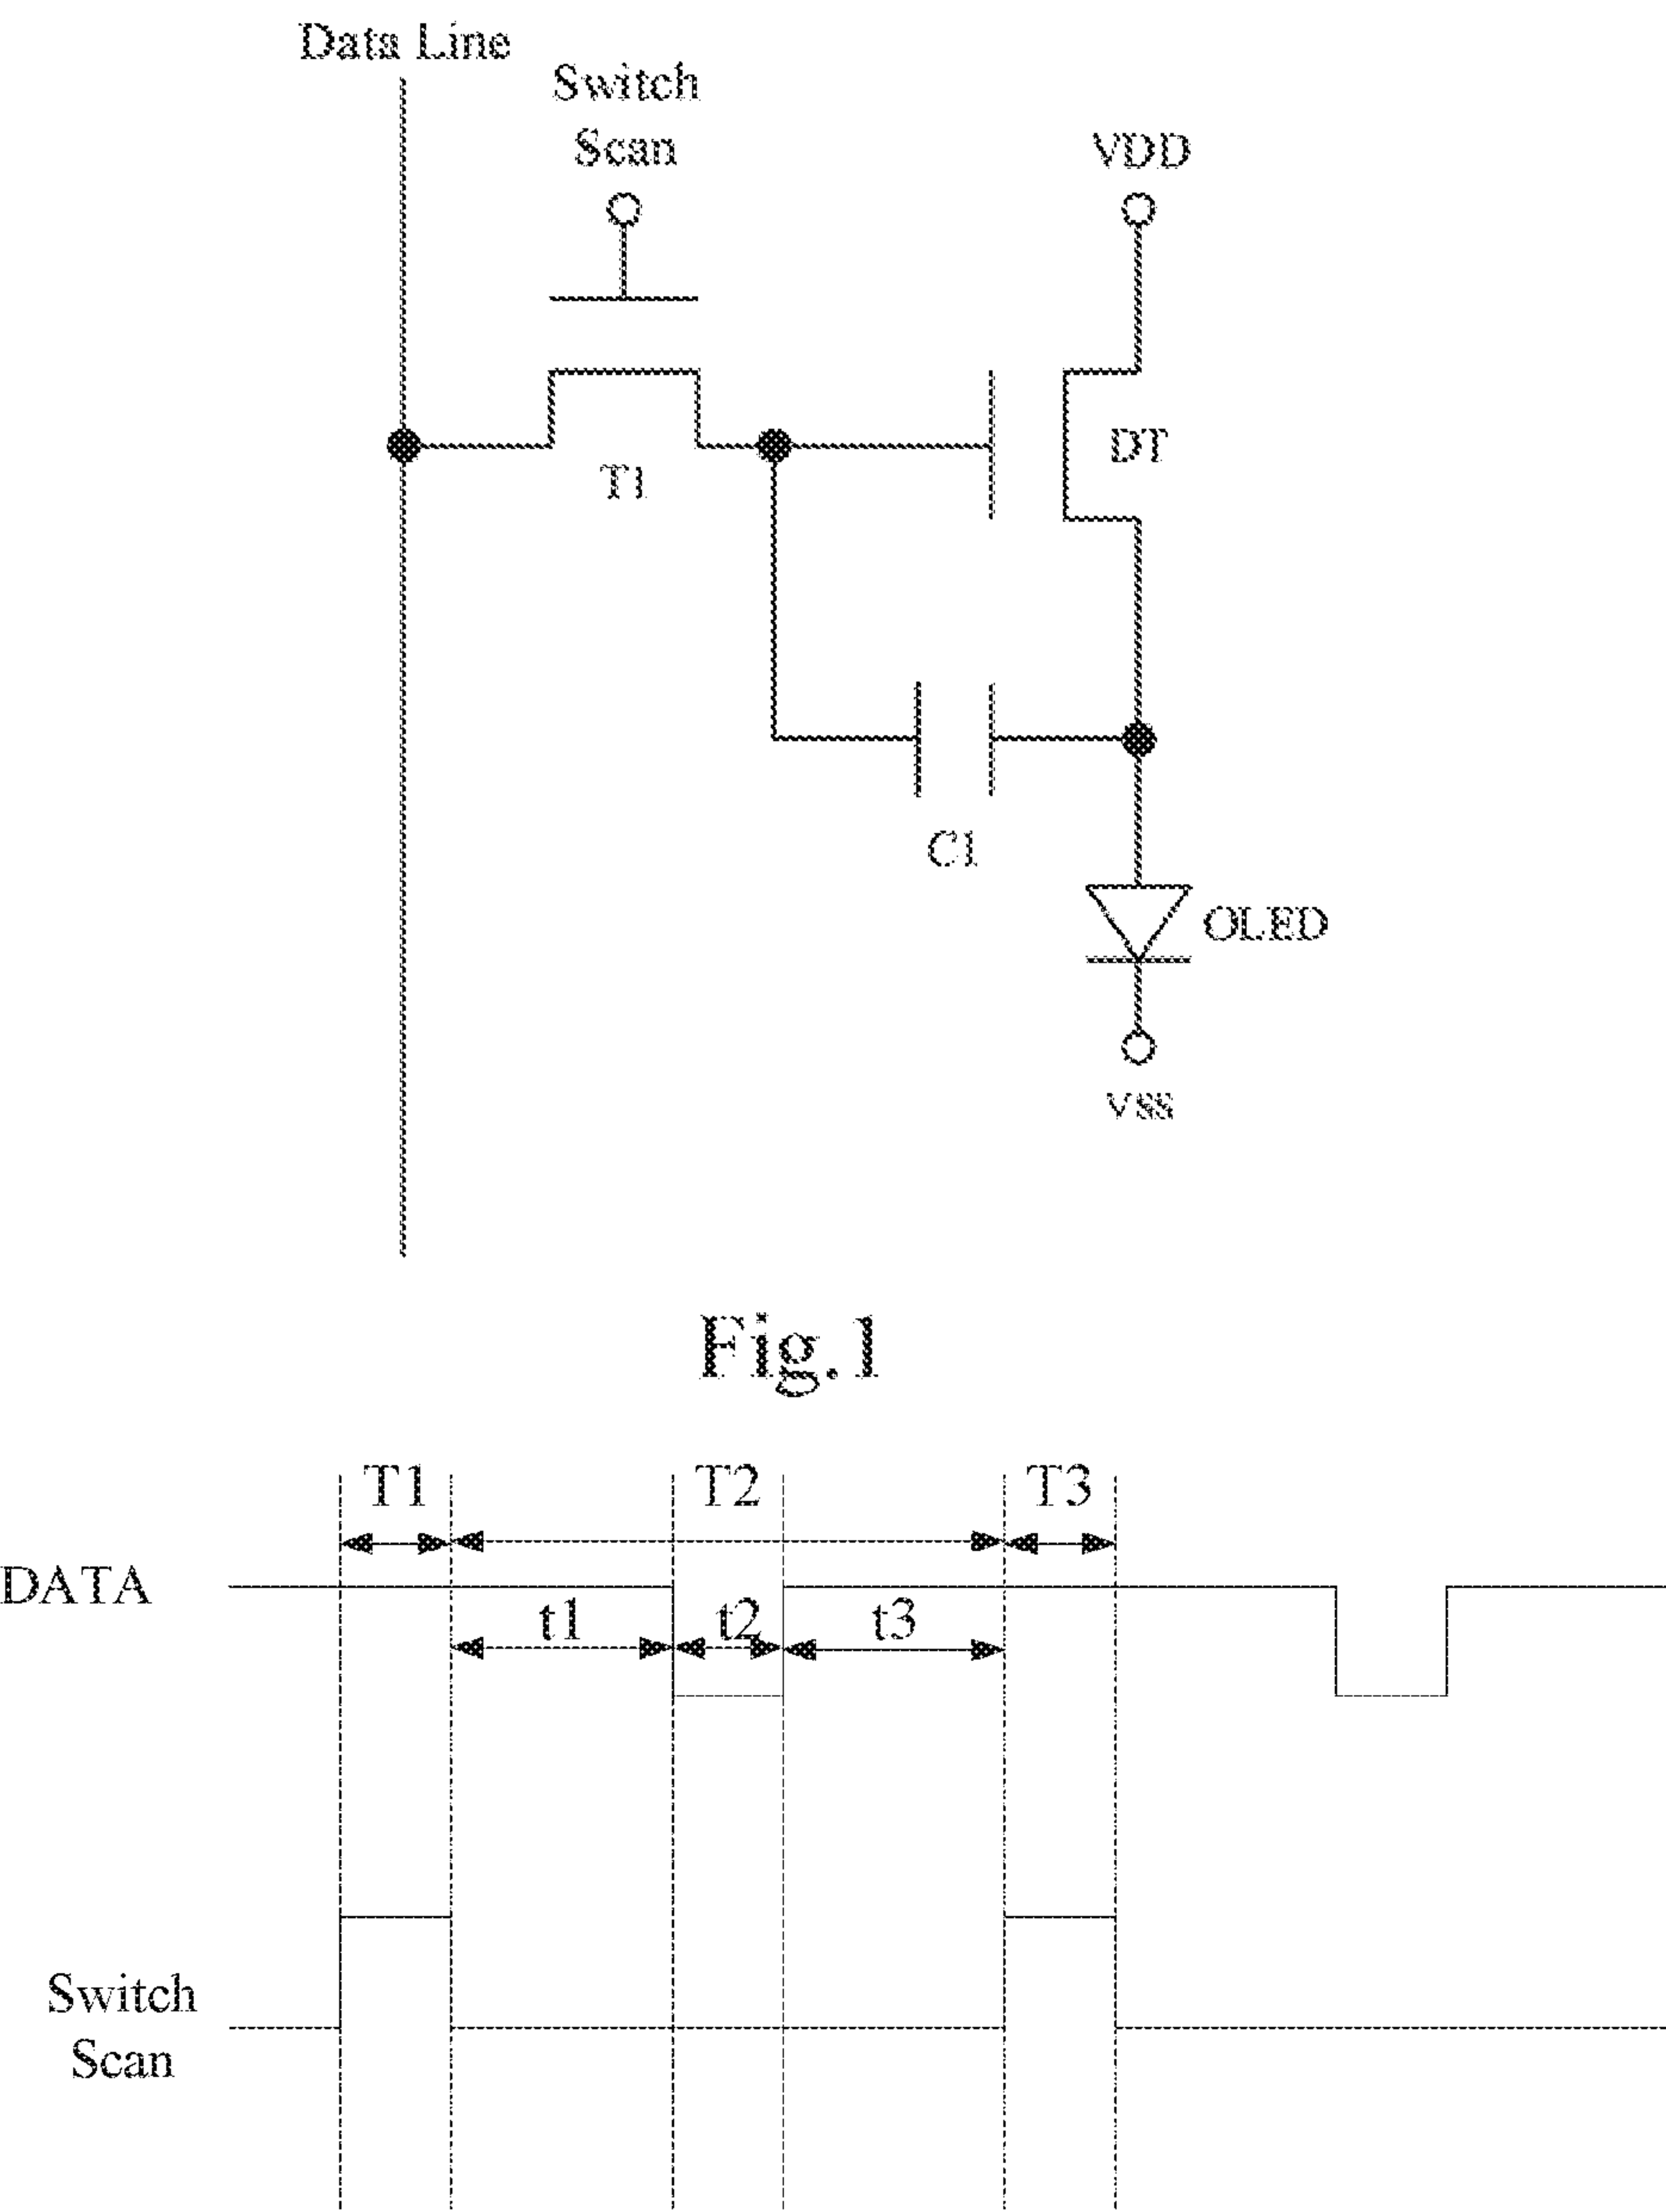 Data Line
Switch
Scan
VDD
T1
DT
C1
OLED
VSS
Fig.1
T1
T2
T3
DATA
t1
t2
t3
Switch
Scan